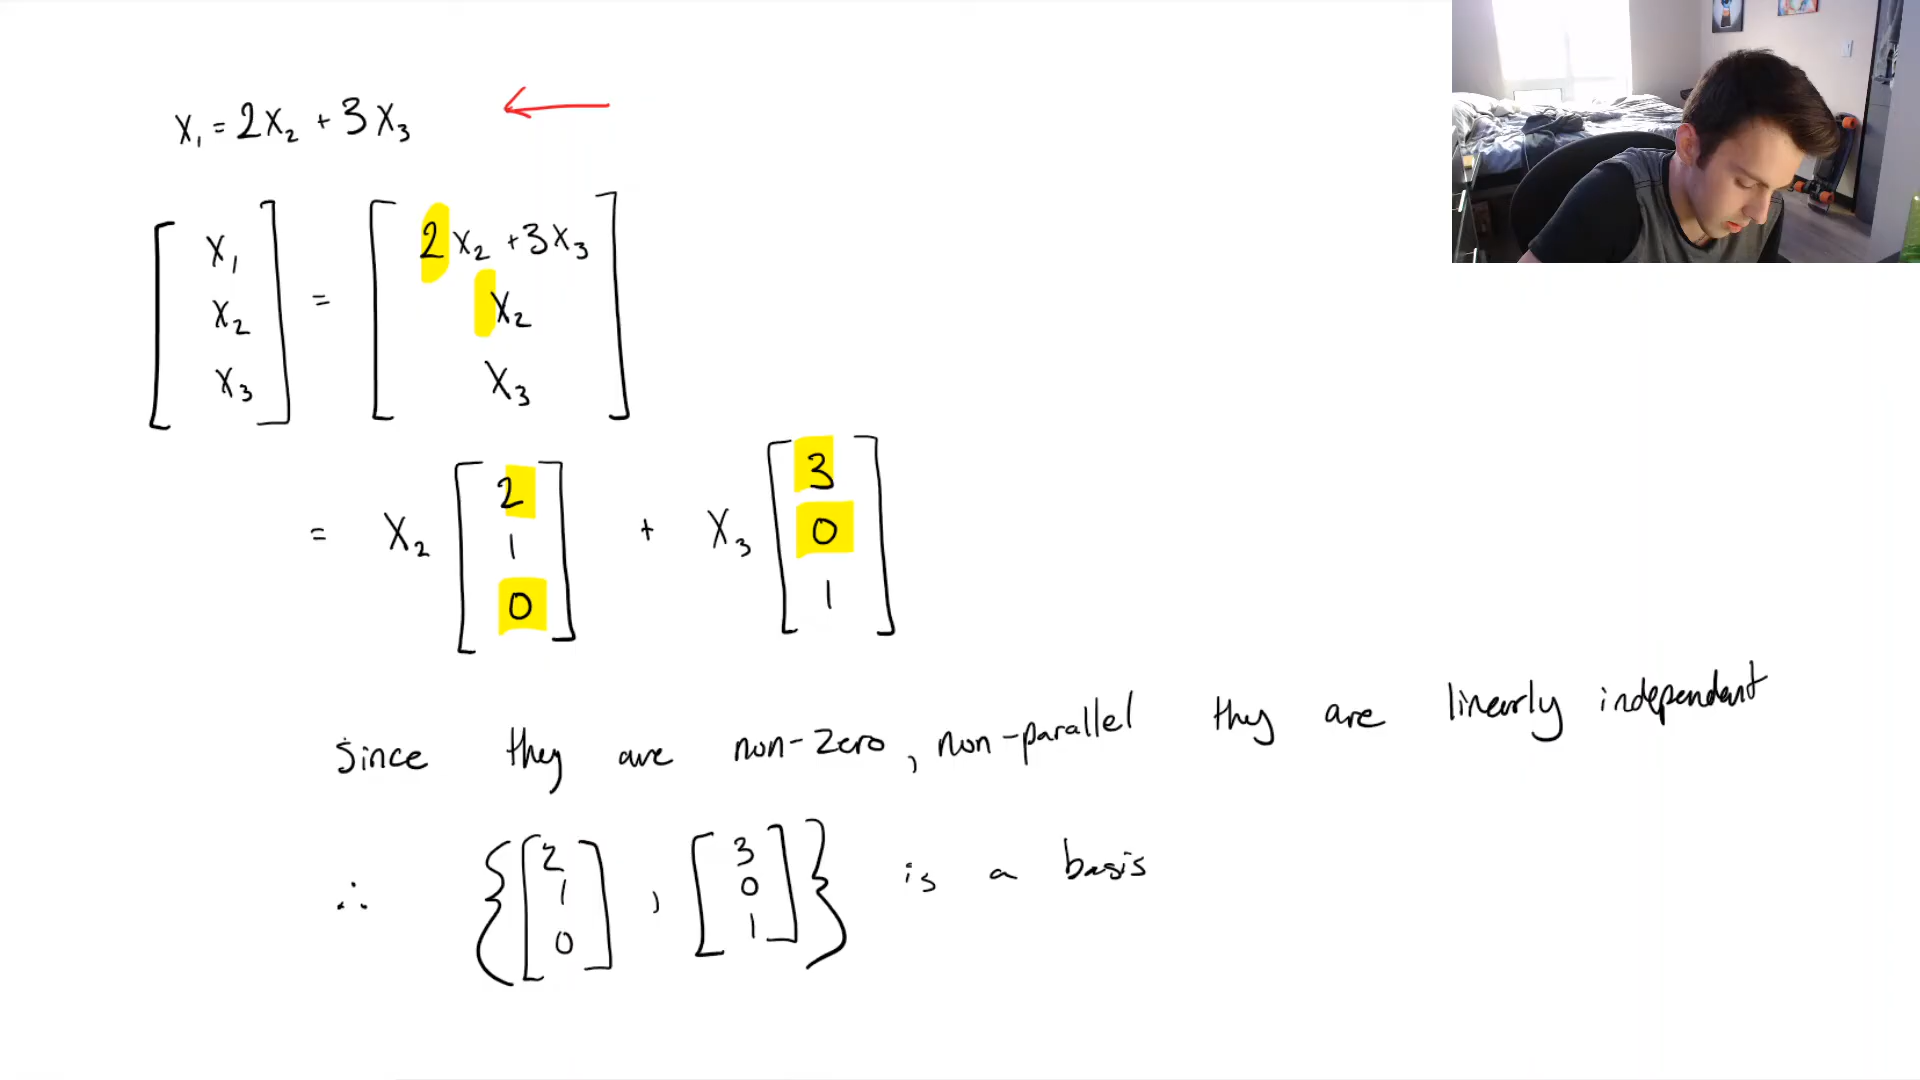 x₁ = 2x₂ + 3x₃
[x₁ x₂ x₃] = [2x₂ + 3x₃ x₂ x₃]
= x₂ [2 1 0] + x₃ [3 0 1]
Since they are non-zero, non-parallel they are linearly independent
∴ {[2 1 0], [3 0 1]} is a basis